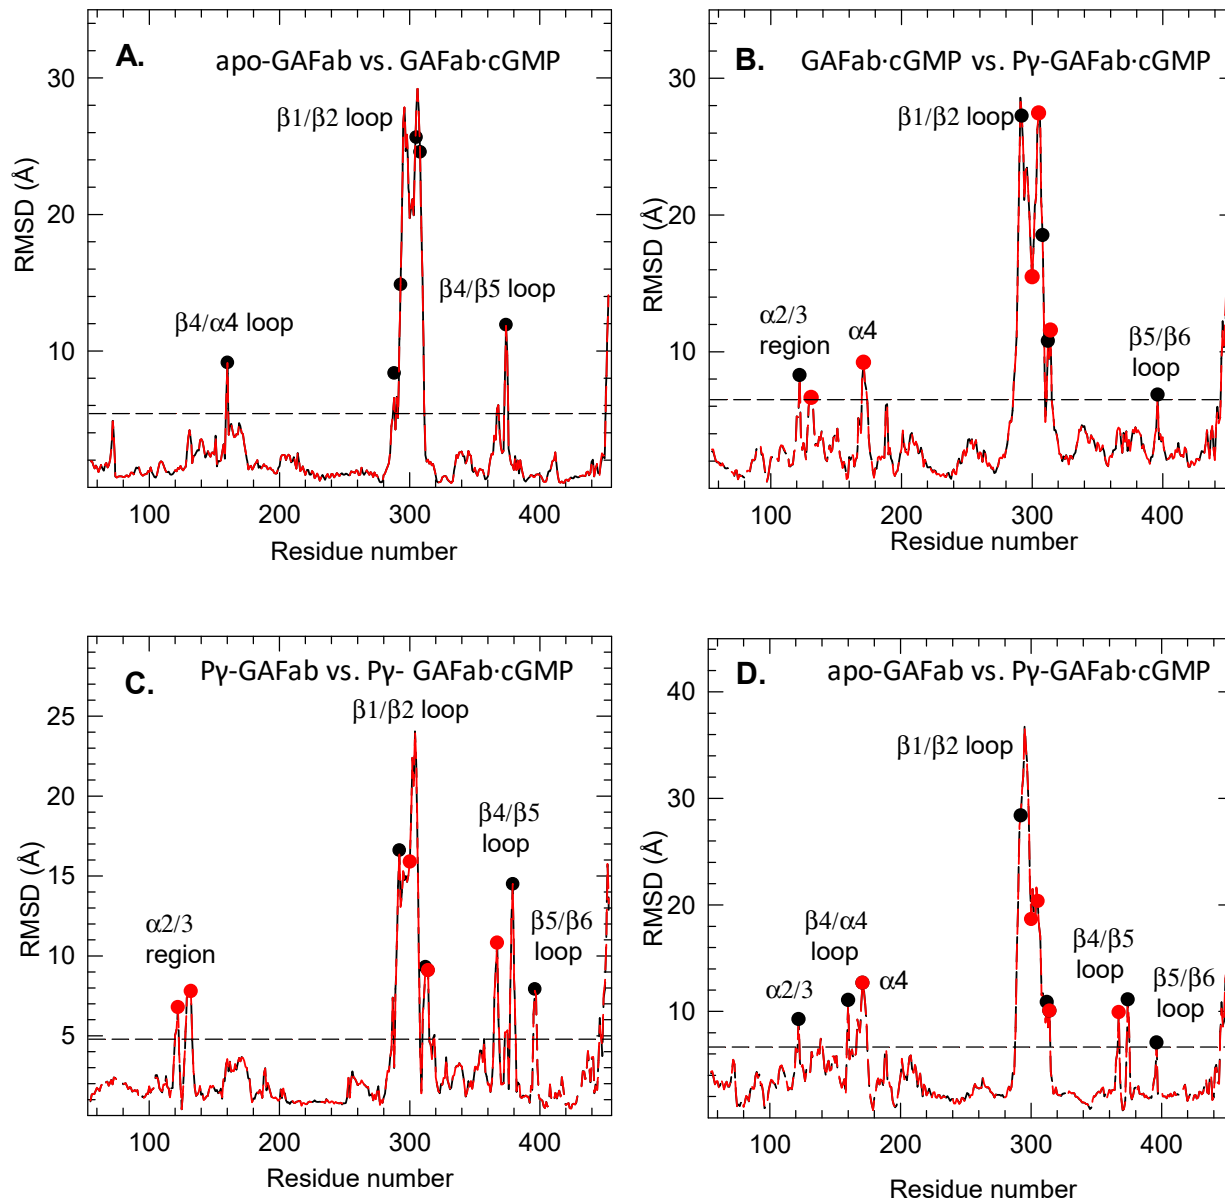 A.
apo-GAFab vs. GAFab·cGMP
30
20
10
RMSD (Å)
β1/β2 loop
β4/β5 loop
β4/α4 loop
100
200
300
400
Residue number
B.
GAFab·cGMP vs. Pγ-GAFab·cGMP
30
20
10
RMSD (Å)
β1/β2 loop
α2/3
region
α4
β5/β6
loop
100
200
300
400
Residue number
C.
Pγ-GAFab vs. Pγ- GAFab·cGMP
25
20
15
10
5
RMSD (Å)
β1/β2 loop
β4/β5
loop
α2/3
region
β5/β6
loop
100
200
300
400
Residue number
D.
apo-GAFab vs. Pγ-GAFab·cGMP
40
30
20
10
RMSD (Å)
β1/β2 loop
β4/α4
loop
α2/3
α4
β4/β5
loop
β5/β6
loop
100
200
300
400
Residue number